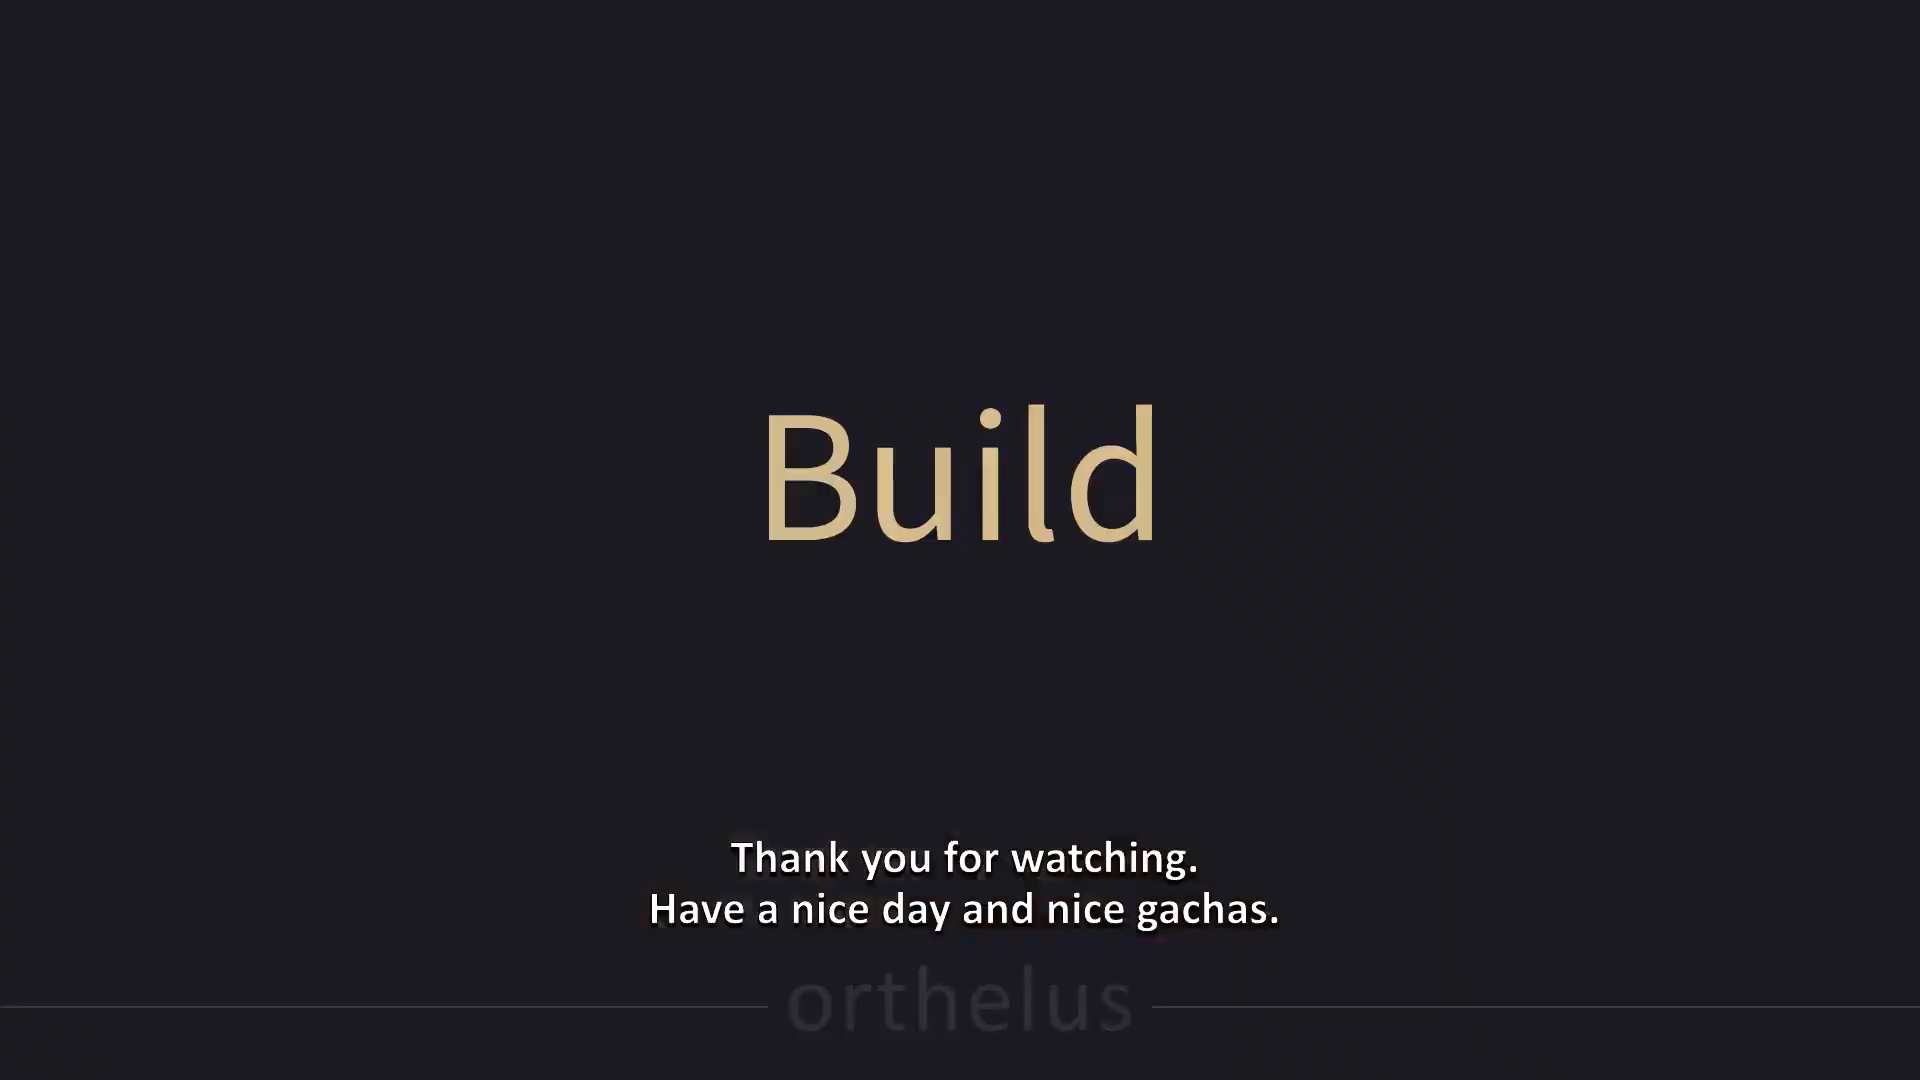 Build
Thank you for watching.
Have a nice day and nice gachas.
orthelus